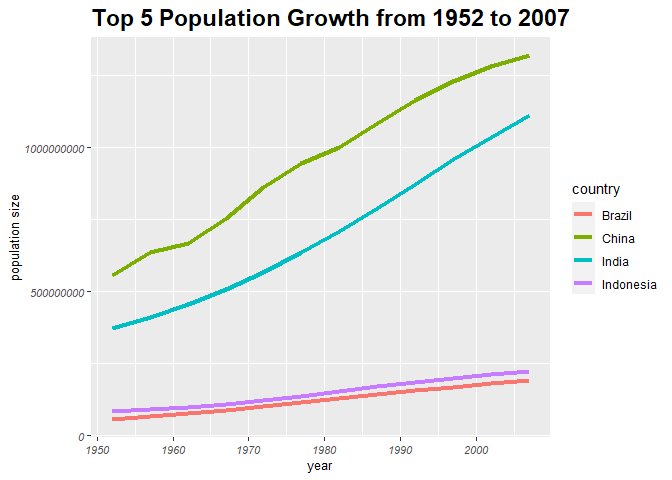 Top 5 Population Growth from 1952 to 2007
population size
1000000000
500000000
0
1950
1960
1970
1980
1990
2000
year
country
Brazil
China
India
Indonesia